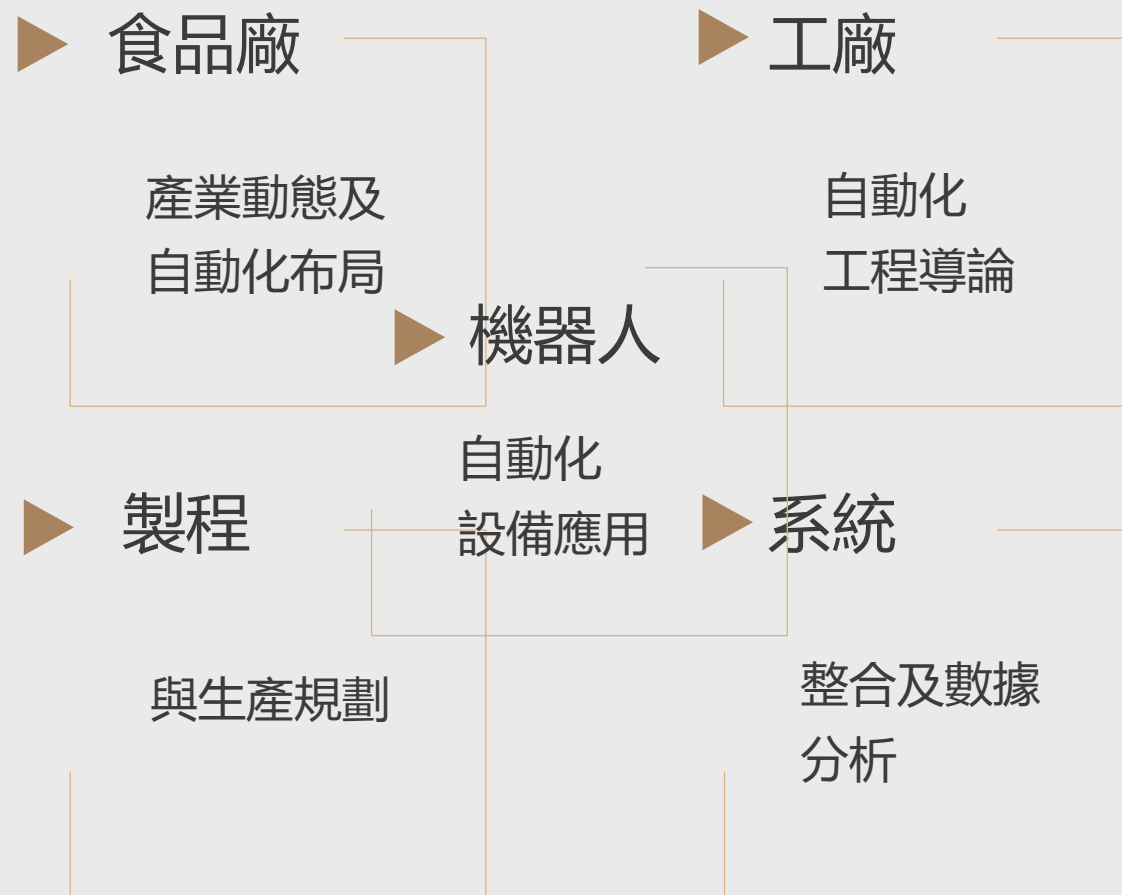 食品廠
產業動態及
自動化布局
工廠
自動化
工程導論
機器人
自動化
設備應用
製程
與生產規劃
系統
整合及數據
分析